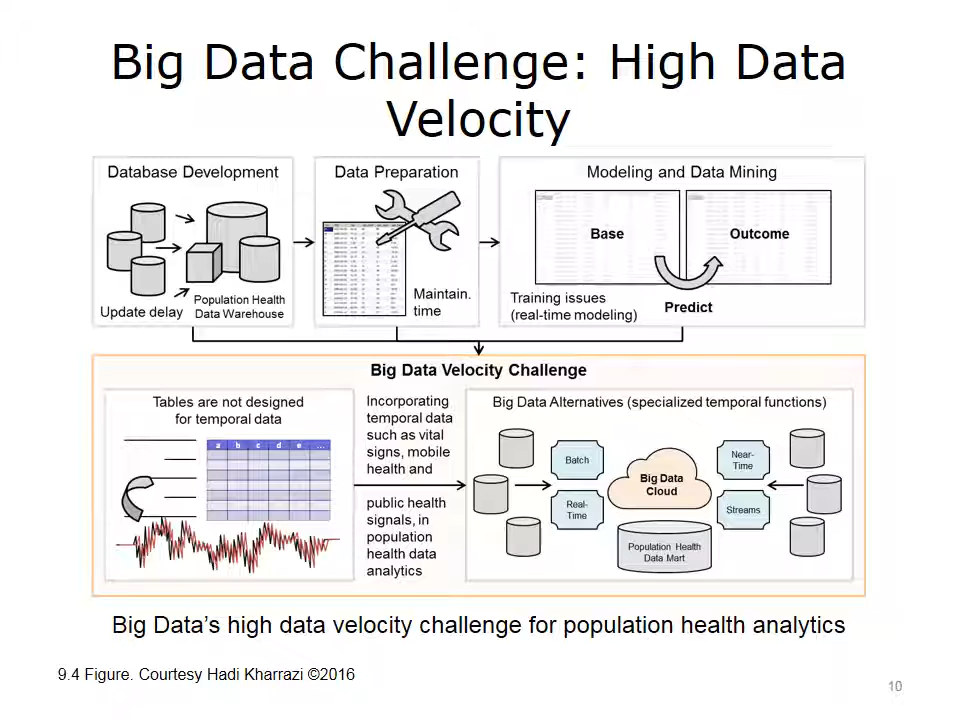 Big Data Challenge: High Data
Velocity
Database Development
Update delay
Population Health
Data Warehouse
Data Preparation
Maintain.
time
Modeling and Data Mining
Base
Outcome
Training issues
(real-time modeling)
Predict
Big Data Velocity Challenge
Tables are not designed
for temporal data
a b c d e ...
Incorporating
temporal data
such as vital
signs, mobile
health and
public health
signals, in
population
health data
analytics
Big Data Alternatives (specialized temporal functions)
Batch
Real-
Time
Big Data
Cloud
Near-
Time
Streams
Population Health
Data Mart
Big Data's high data velocity challenge for population health analytics
9.4 Figure. Courtesy Hadi Kharrazi ©2016
10